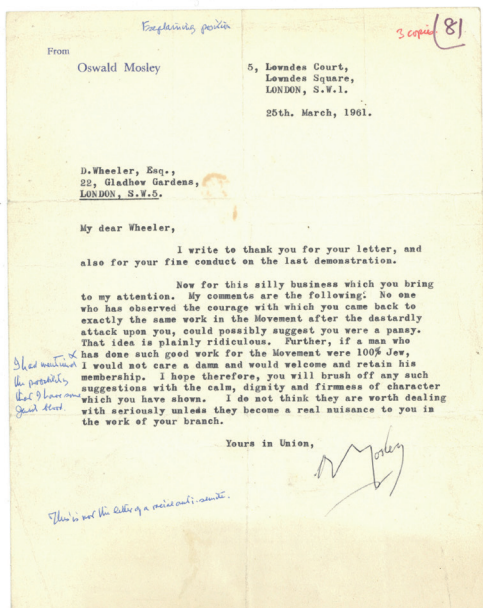 Explaining position
3 copies (81
From
Oswald Mosley
5, Lowndes Court,
Lowndes Square,
LONDON, S.W.1.
25th. March, 1961.
D.Wheeler, Esq.,
22, Gladhow Gardens,
LONDON, S.W.5.
My dear Wheeler,
I write to thank you for your letter, and
also for your fine conduct on the last demonstration.
Now for this silly business which you bring
to my attention. My comments are the following: No one
who has observed the courage with which you came back to
exactly the same work in the Movement after the dastardly
attack upon you, could possibly suggest you were a pansy.
That idea is plainly ridiculous. Further, if a man who
x has done such good work for the Movement were 100% Jew,
I would not care a damn and would welcome and retain his
membership. I hope therefore, you will brush off any such
suggestions with the calm, dignity and firmness of character
which you have shown. I do not think they are worth dealing
with seriously unless they become a real nuisance to you in
the work of your branch.
I had mentioned
the possibility
that I have some
Jewish blood.
Yours in Union,
O Mosley
This is not the letter of a racial anti-semite.